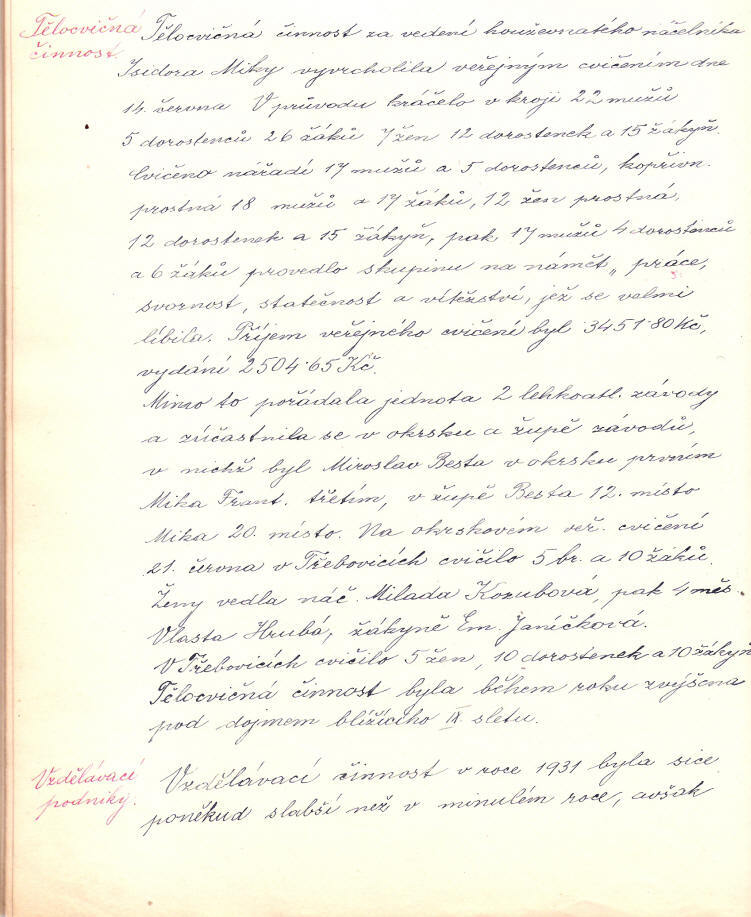 Tělocvičná
činnost.
Tělocvičná činnost za vedení houževnatého náčelníka
Isidora Miky vyvrcholila veřejným cvičením dne
14. června V průvodu kráčelo v kroji 22 mužů
5 dorostenců 26 žáků 7 žen 12 dorostenek a 15 žákyň.
Cvičeno nářadí 17 mužů a 5 dorostenců, kopřivn.
prostná 18 mužů a 17 žáků, 12 žen prostná,
12 dorostenek a 15 žákyň, pak 17 mužů 4 dorostenců
a 6 žáků provedlo skupinu na námět „ práce,
svornost, statečnost a vítězství, jež se velmi
líbila. Příjem veřejného cvičení byl 3451·80 Kč,
vydání 2504·65 Kč.
Mimo to pořádala jednota 2 lehkoatl. závody
a zúčastnila se v okrsku a župě závodů,
v nichž byl Miroslav Besta v okrsku prvním
Mika Frant. třetím, v župě Besta 12. místo
Mika 20. místo. Na okrskovém veř. cvičení
21. června v Třebovicích cvičilo 5 br. a 10 žáků.
Ženy vedla náč. Milada Kozubová, pak 4 měs.
Vlasta Hrubá, žákyně Em. Janíčková.
V Třebovicích cvičilo 5 žen, 10 dorostenek a 10 žákyň
Tělocvičná činnost byla během roku zvýšena
pod dojmem blížícího IX. sletu.
Vzdělávací
podniky.
Vzdělávací činnost v roce 1931 byla sice
poněkud slabší než v minulém roce, avšak